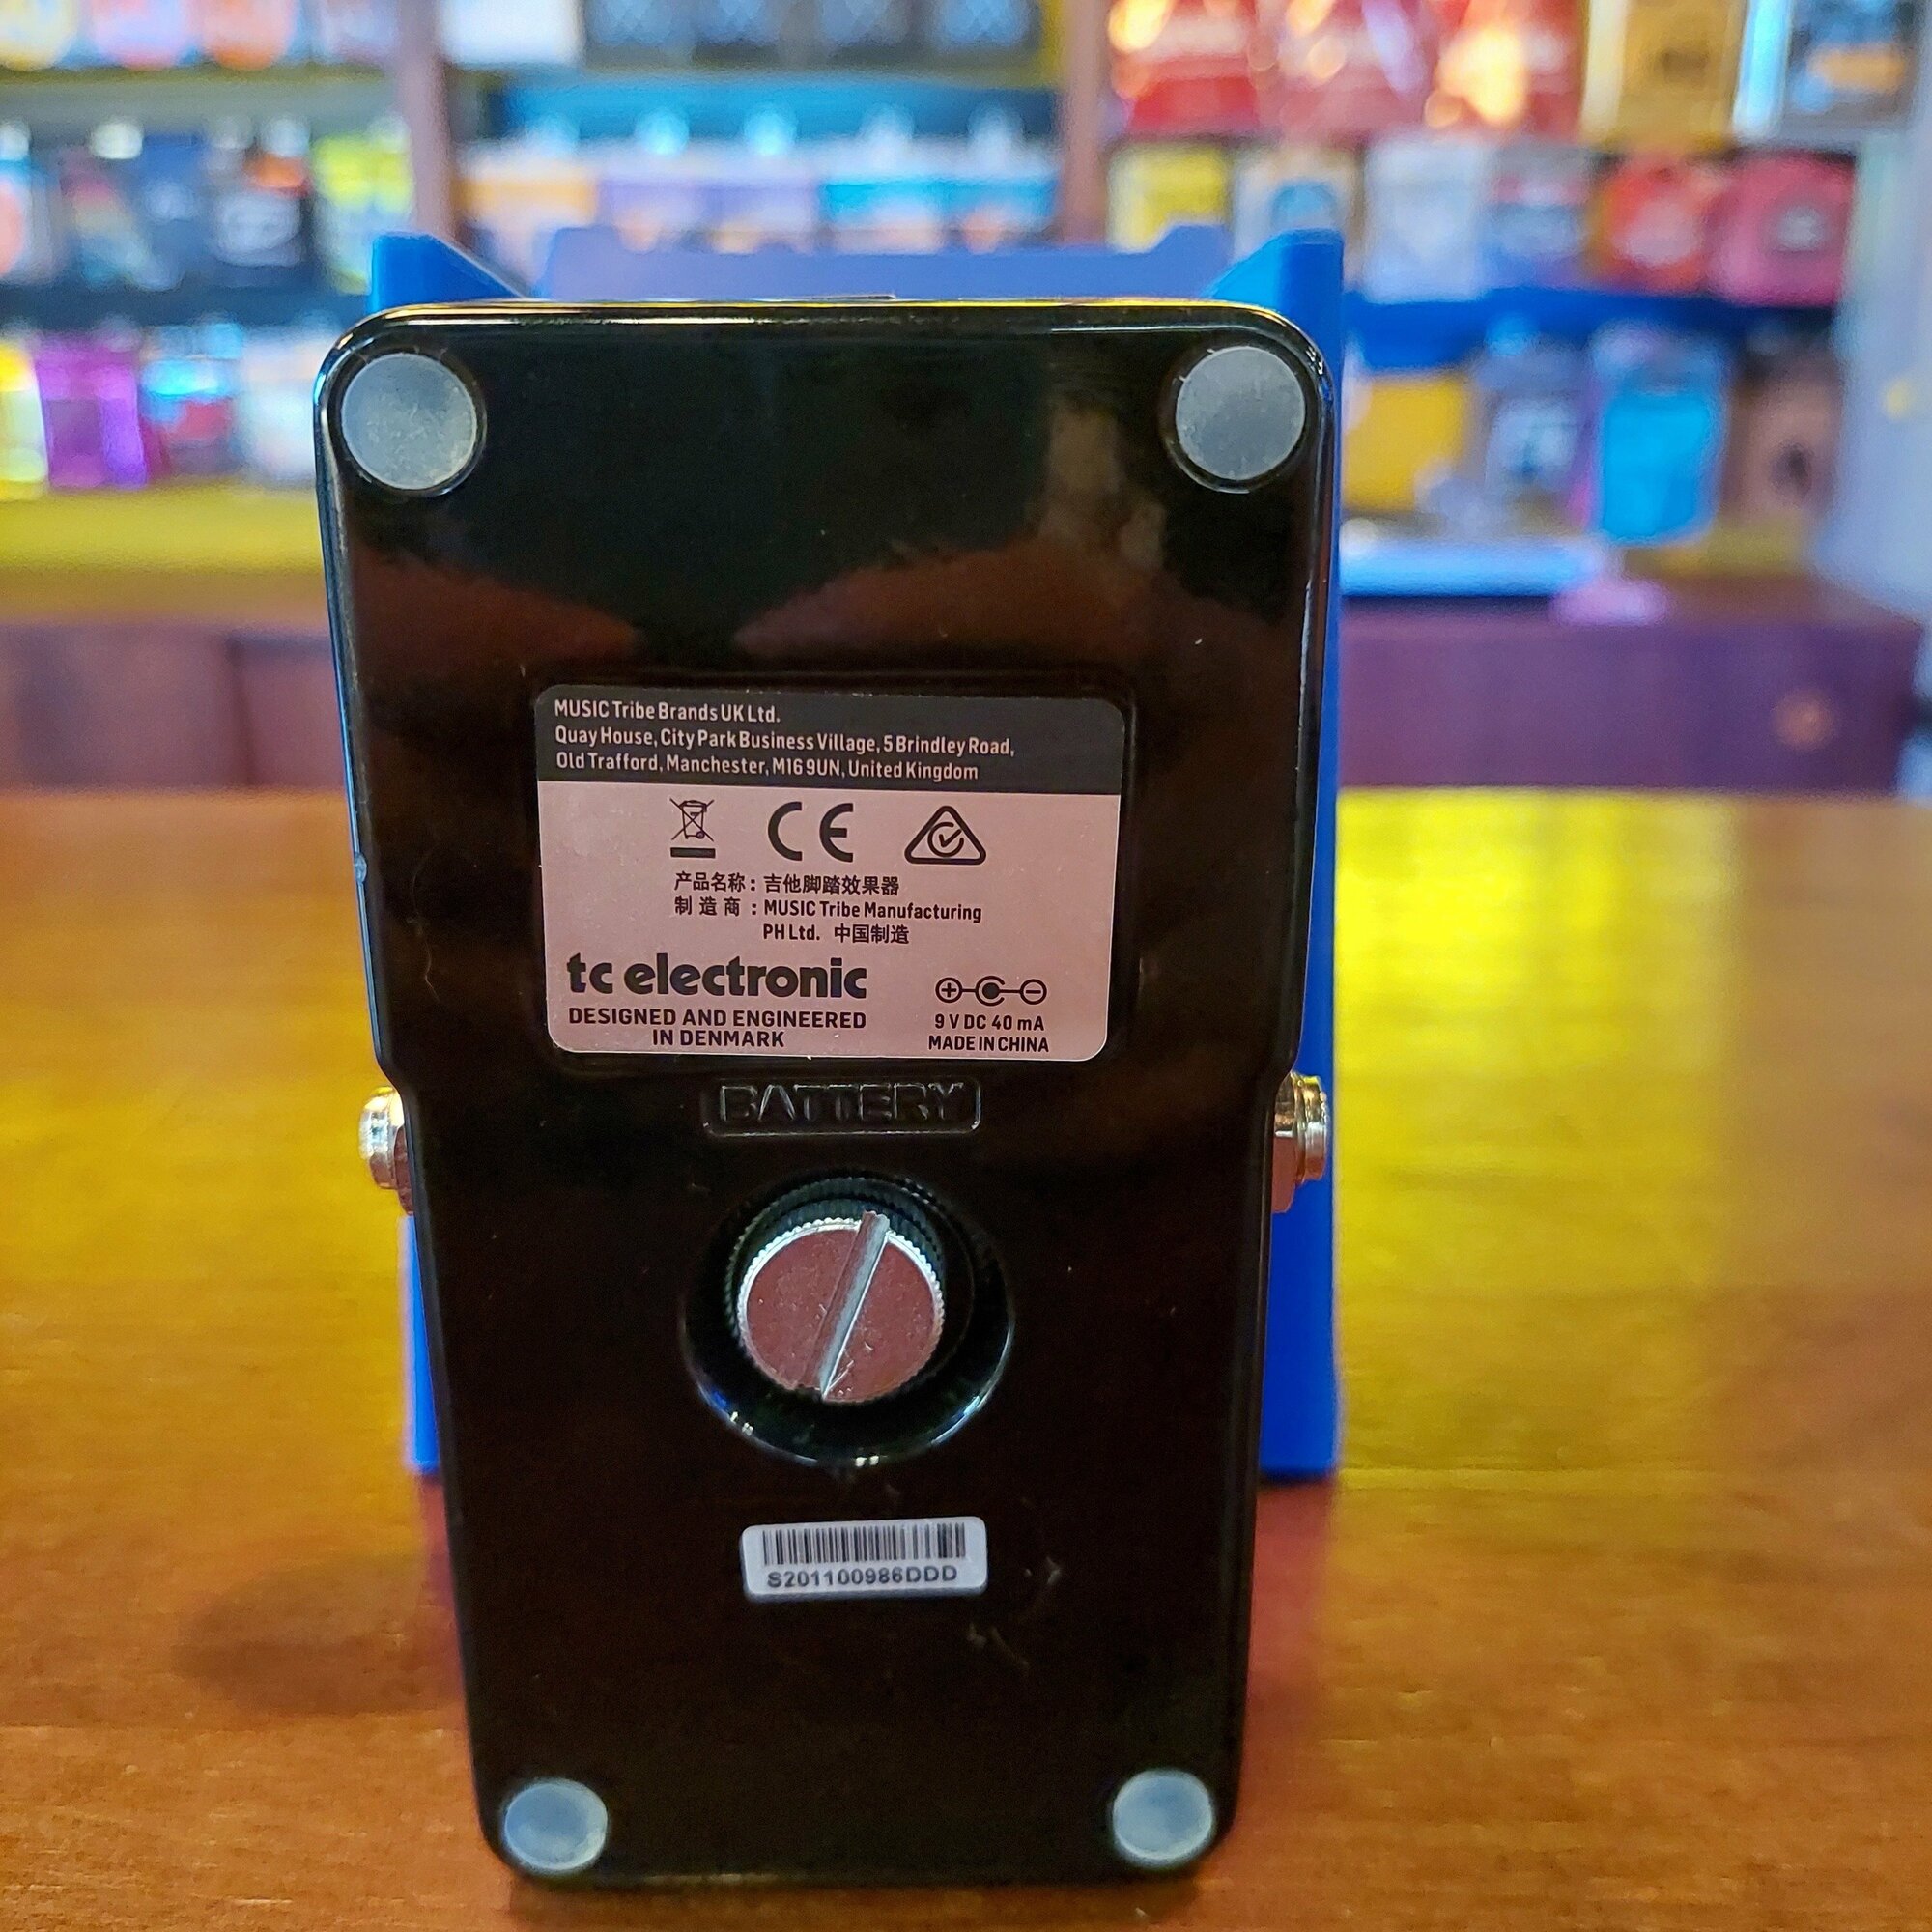 MUSIC Tribe Brands UK Ltd.
Quay House, City Park Business Village, 5 Brindley Road,
Old Trafford, Manchester, M16 9UN, United Kingdom
CE
产品名称：吉他脚踏效果器
制 造 商 ：MUSIC Tribe Manufacturing
PH Ltd. 中国制造
tc electronic
DESIGNED AND ENGINEERED
IN DENMARK
9 V DC 40 mA
MADE IN CHINA
BATTERY
S201100986DDD